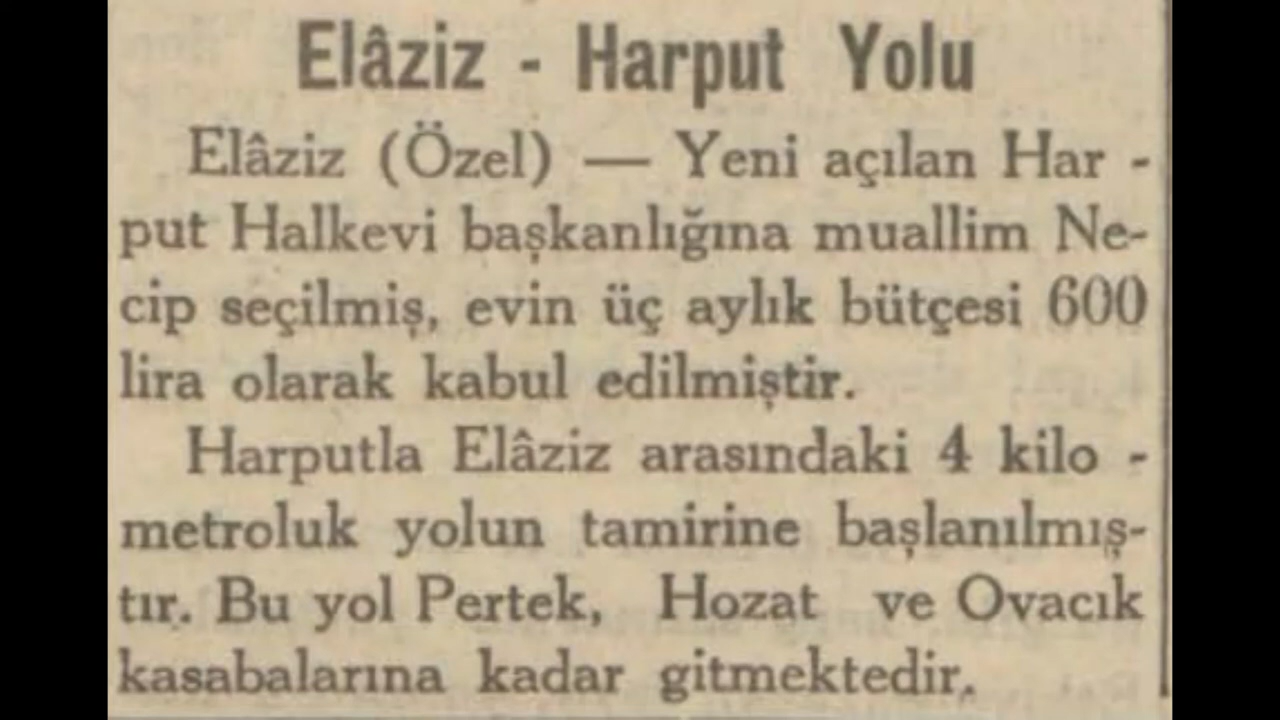 Elâziz - Harput Yolu
Elâziz (Özel) — Yeni açılan Har -
put Halkevi başkanlığına muallim Ne-
cip seçilmiş, evin üç aylık bütçesi 600
lira olarak kabul edilmiştir.
Harputla Elâziz arasındaki 4 kilo -
metroluk yolun tamirine başlanılmış-
tır. Bu yol Pertek, Hozat ve Ovacık
kasabalarına kadar gitmektedir.